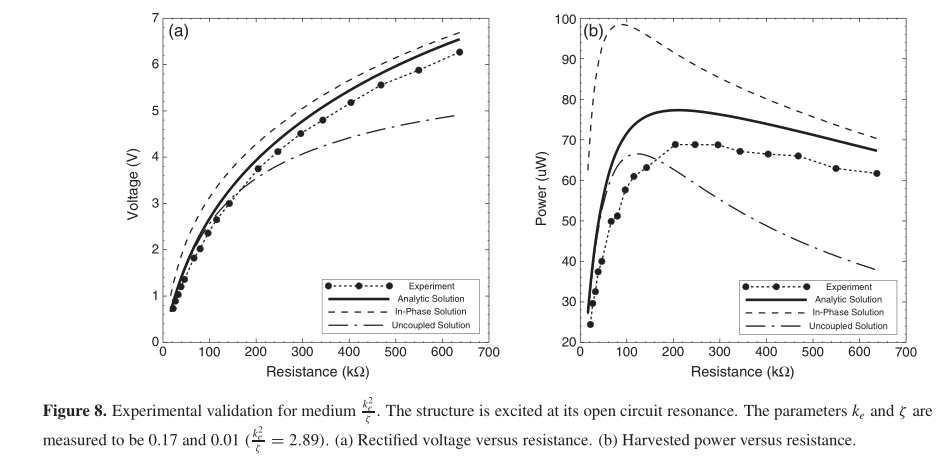 (a)
7
6
5
4
3
2
1
0
Voltage (V)
0 100 200 300 400 500 600 700
Resistance (kΩ)
Experiment
Analytic Solution
In-Phase Solution
Uncoupled Solution
(b)
100
90
80
70
60
50
40
30
20
Power (uW)
0 100 200 300 400 500 600 700
Resistance (kΩ)
Experiment
Analytic Solution
In-Phase Solution
Uncoupled Solution
Figure 8. Experimental validation for medium $\frac{k_e^2}{\zeta}$. The structure is excited at its open circuit resonance. The parameters $k_e$ and $\zeta$ are
measured to be 0.17 and 0.01 ($\frac{k_e^2}{\zeta}$ = 2.89). (a) Rectified voltage versus resistance. (b) Harvested power versus resistance.